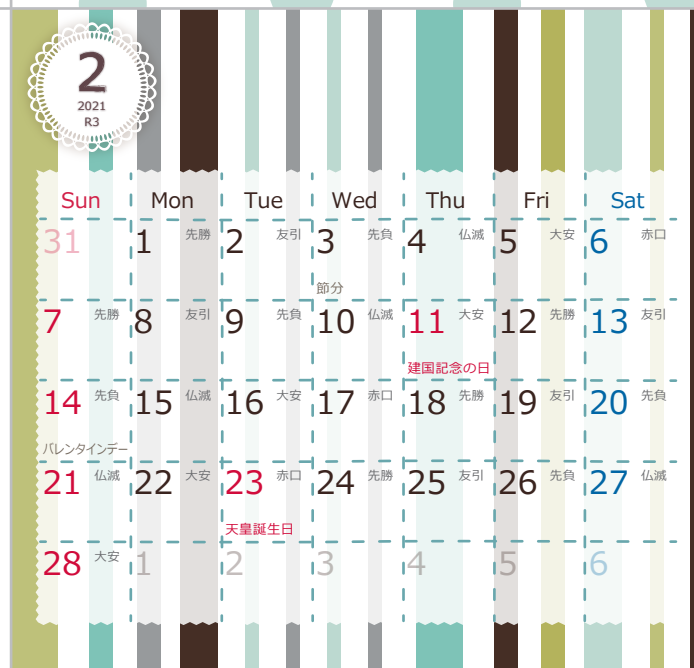 2
2021
R3
Sun Mon Tue Wed Thu Fri Sat
31 1 先勝 2 友引 3 先負 4 仏滅 5 大安 6 赤口
節分
7 先勝 8 友引 9 先負 10 仏滅 11 大安 12 先勝 13 友引
建国記念の日
14 先負 15 仏滅 16 大安 17 赤口 18 先勝 19 友引 20 先負
バレンタインデー
21 仏滅 22 大安 23 赤口 24 先勝 25 友引 26 先負 27 仏滅
天皇誕生日
28 大安 1 2 3 4 5 6